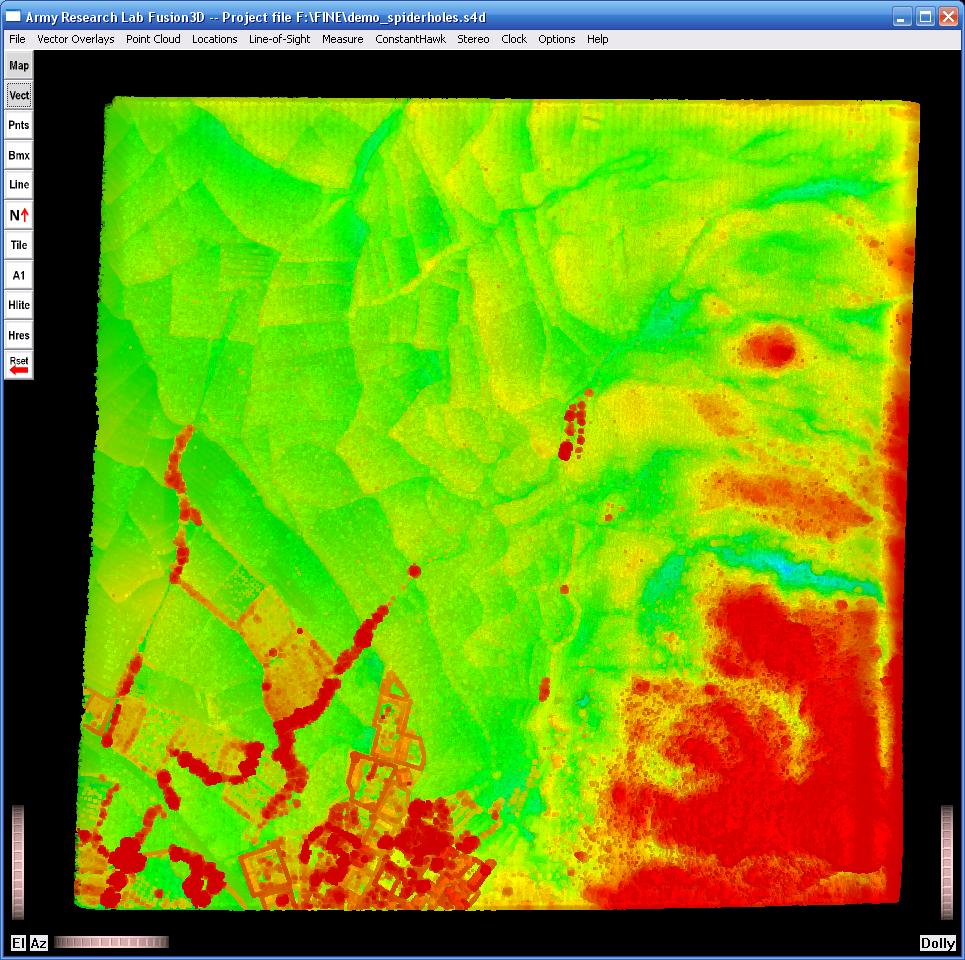 Army Research Lab Fusion3D -- Project file F:\FINE\demo_spiderholes.s4d
File Vector Overlays Point Cloud Locations Line-of-Sight Measure ConstantHawk Stereo Clock Options Help
Map
Vect
Pnts
Bmx
Line
N↑
Tile
A1
Hlite
Hres
Rset
El Az Dolly